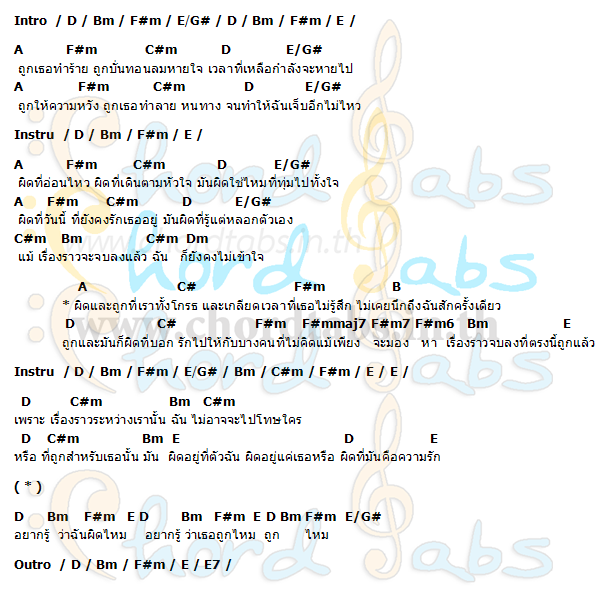 Intro / D / Bm / F#m / E/G# / D / Bm / F#m / E /
A F#m C#m D E/G#
ถูกเธอทำร้าย ถูกบั่นทอนลมหายใจ เวลาที่เหลือกำลังจะหายไป
A F#m C#m D E/G#
ถูกให้ความหวัง ถูกเธอทำลาย หนทาง จนทำให้ฉันเจ็บอีกไม่ไหว
Instru / D / Bm / F#m / E /
A F#m C#m D E/G#
ผิดที่อ่อนไหว ผิดที่เดินตามหัวใจ มันผิดใช่ไหมที่ทุ่มไปทั้งใจ
A F#m C#m D E/G#
ผิดที่วันนี้ ที่ยังคงรักเธออยู่ มันผิดที่รู้แต่หลอกตัวเอง
C#m Bm C#m Dm
แม้ เรื่องราวจะจบลงแล้ว ฉัน ก็ยังคงไม่เข้าใจ
A C# F#m B
* ผิดและถูกที่เราทั้งโกรธ และเกลียดเวลาที่เธอไม่รู้สึก ไม่เคยนึกถึงฉันสักครั้งเดียว
D C# F#m F#mmaj7 F#m7 F#m6 Bm E
ถูกและมันก็ผิดที่บอก รักไปให้กับบางคนที่ไม่คิดแม้เพียง จะมอง หา เรื่องราวจบลงที่ตรงนี้ถูกแล้ว
Instru / D / Bm / F#m / E/G# / Bm / C#m / F#m / E / E /
D C#m Bm C#m
เพราะ เรื่องราวระหว่างเรานั้น ฉัน ไม่อาจจะไปโทษใคร
D C#m Bm E D E
หรือ ที่ถูกสำหรับเธอนั้น มัน ผิดอยู่ที่ตัวฉัน ผิดอยู่แค่เธอหรือ ผิดที่มันคือความรัก
( * )
D Bm F#m E D Bm F#m E D Bm F#m E/G#
อยากรู้ ว่าฉันผิดไหม อยากรู้ ว่าเธอถูกไหม ถูก ไหม
Outro / D / Bm / F#m / E / E7 /
Chord Tabs
www.chordtabs.in.th
Chord Tabs
www.chordtabs.in.th
Chord Tabs